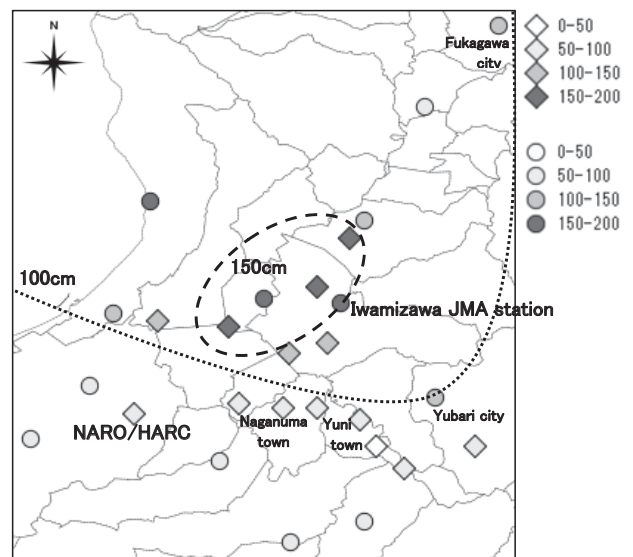 N
Fukagawa
city
0-50
50-100
100-150
150-200
0-50
50-100
100-150
150-200
150cm
100cm
Iwamizawa JMA station
Yubari city
Naganuma
town
Yuni
town
NARO/HARC